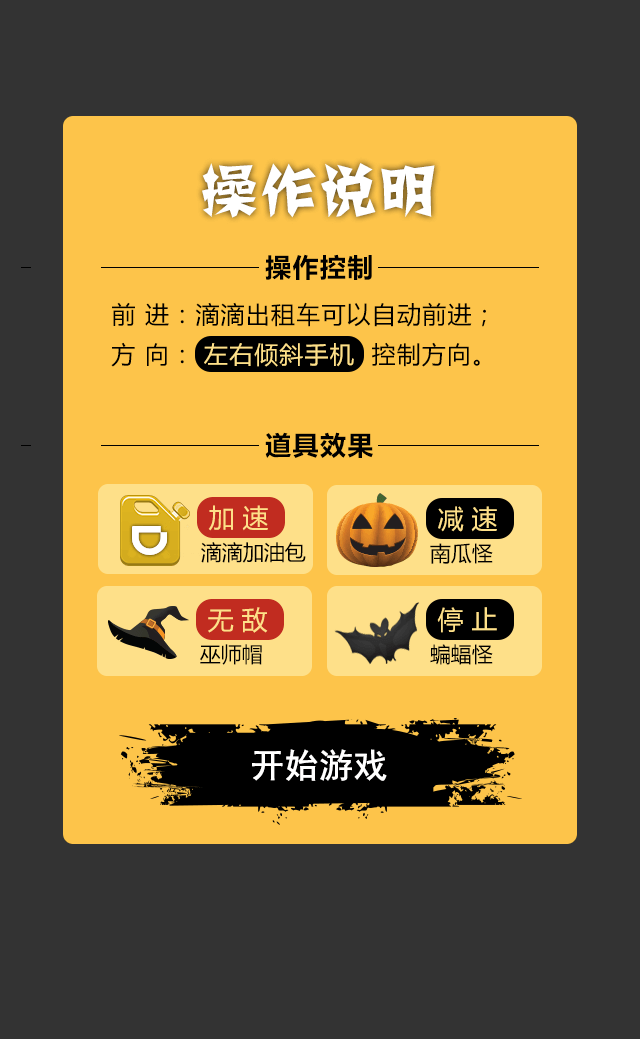 操作说明
操作控制
前 进：滴滴出租车可以自动前进；
方 向：左右倾斜手机 控制方向。
道具效果
加 速
滴滴加油包
减 速
南瓜怪
无 敌
巫师帽
停 止
蝙蝠怪
开始游戏